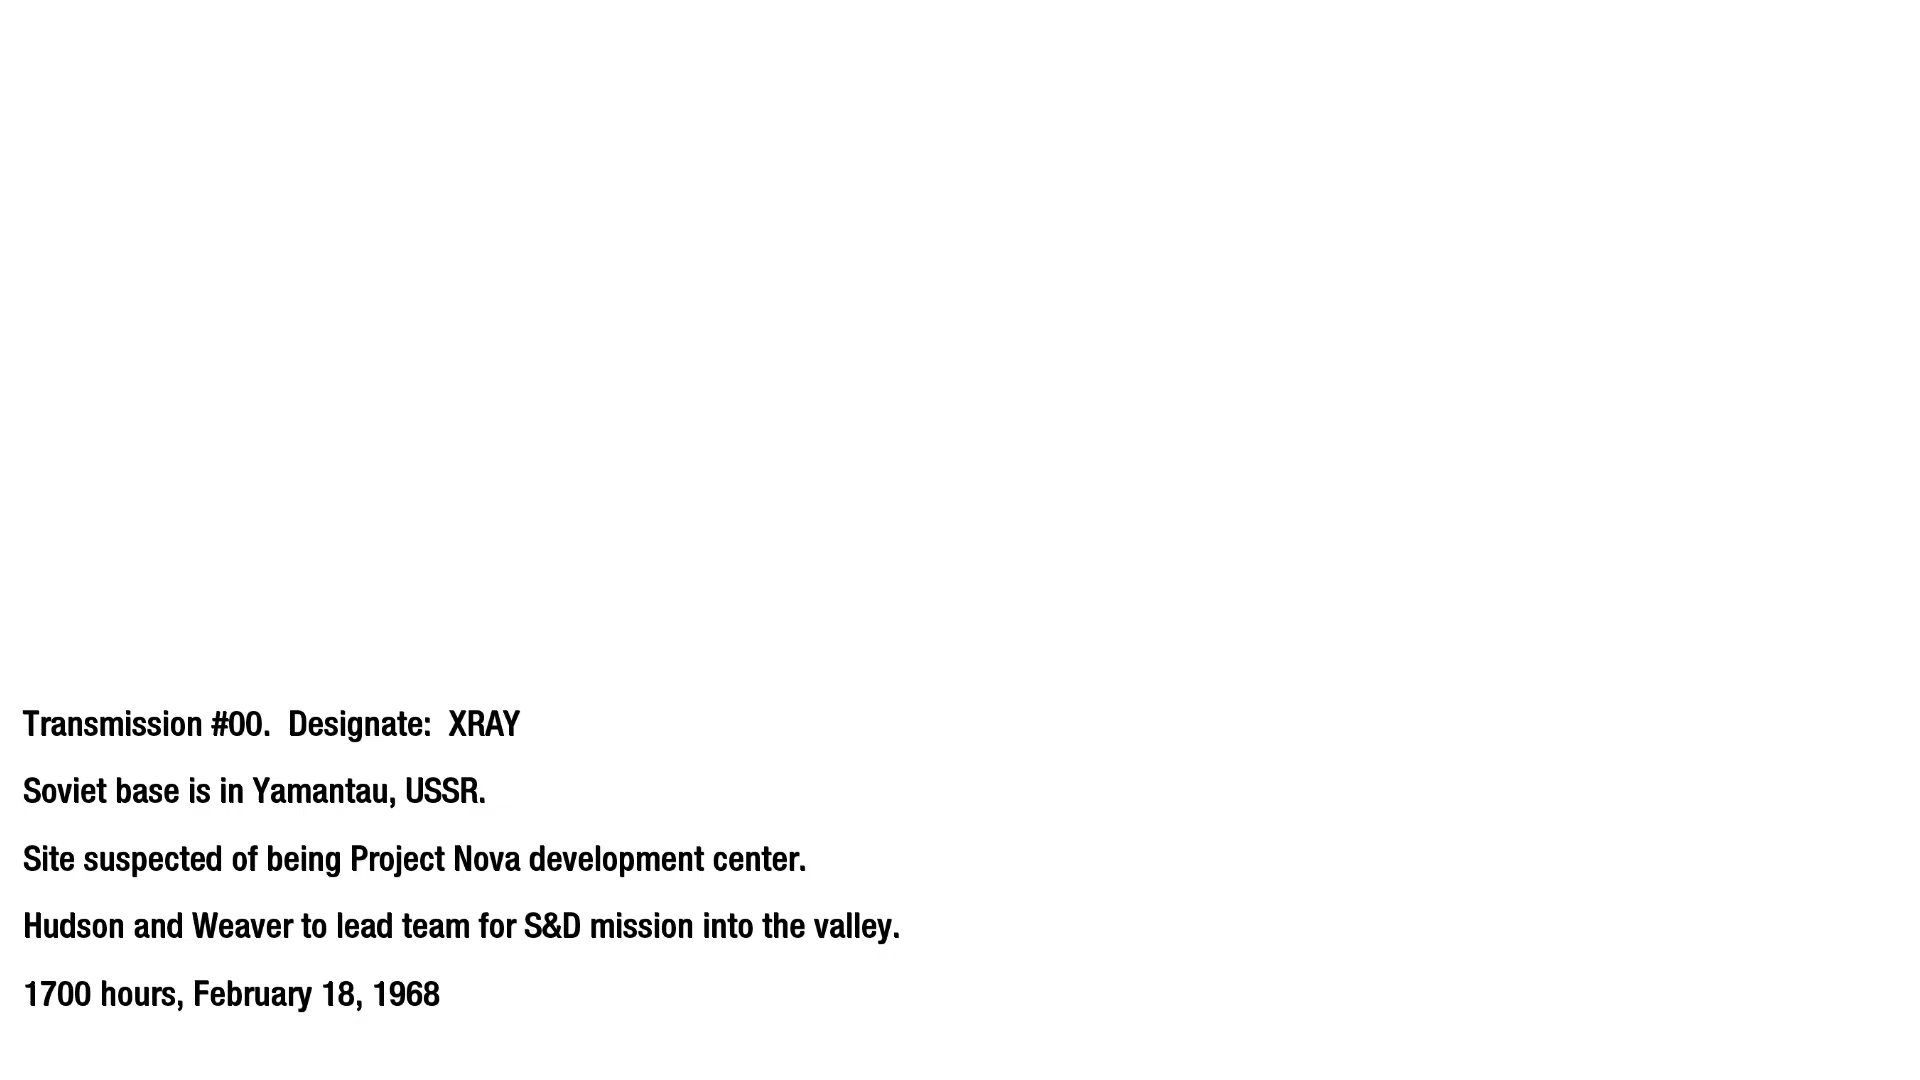 Transmission #00.  Designate:  XRAY
Soviet base is in Yamantau, USSR.
Site suspected of being Project Nova development center.
Hudson and Weaver to lead team for S&D mission into the valley.
1700 hours, February 18, 1968